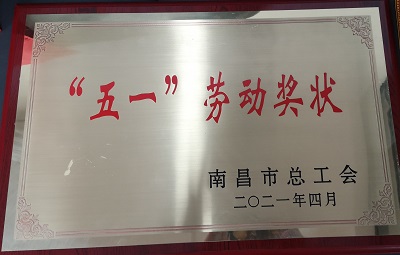 “五一”劳动奖状
南昌市总工会
二〇二一年四月